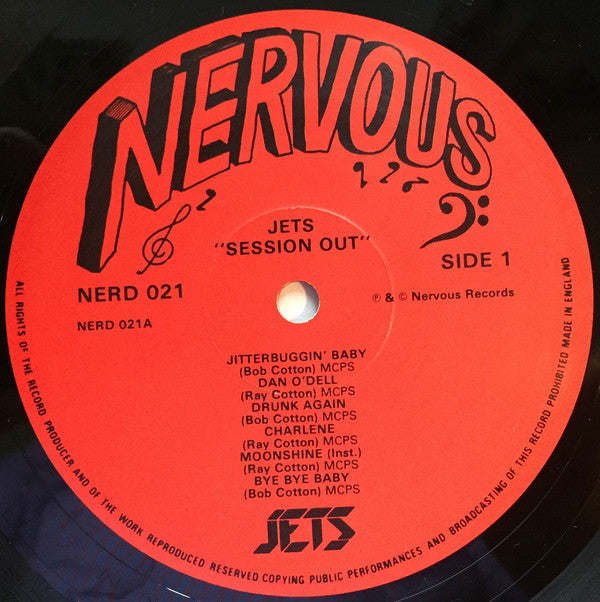 NERVOUS
JETS
"SESSION OUT"
NERD 021
SIDE 1
NERD 021A
℗ & © Nervous Records
JITTERBUGGIN' BABY
(Bob Cotton) MCPS
DAN O'DELL
(Ray Cotton) MCPS
DRUNK AGAIN
(Bob Cotton) MCPS
CHARLENE
(Ray Cotton) MCPS
MOONSHINE (Inst.)
(Ray Cotton) MCPS
BYE BYE BABY
(Bob Cotton) MCPS
JETS
ALL RIGHTS OF THE RECORD PRODUCER AND OF THE WORK REPRODUCED RESERVED COPYING PUBLIC PERFORMANCES AND BROADCASTING OF THIS RECORD PROHIBITED MADE IN ENGLAND